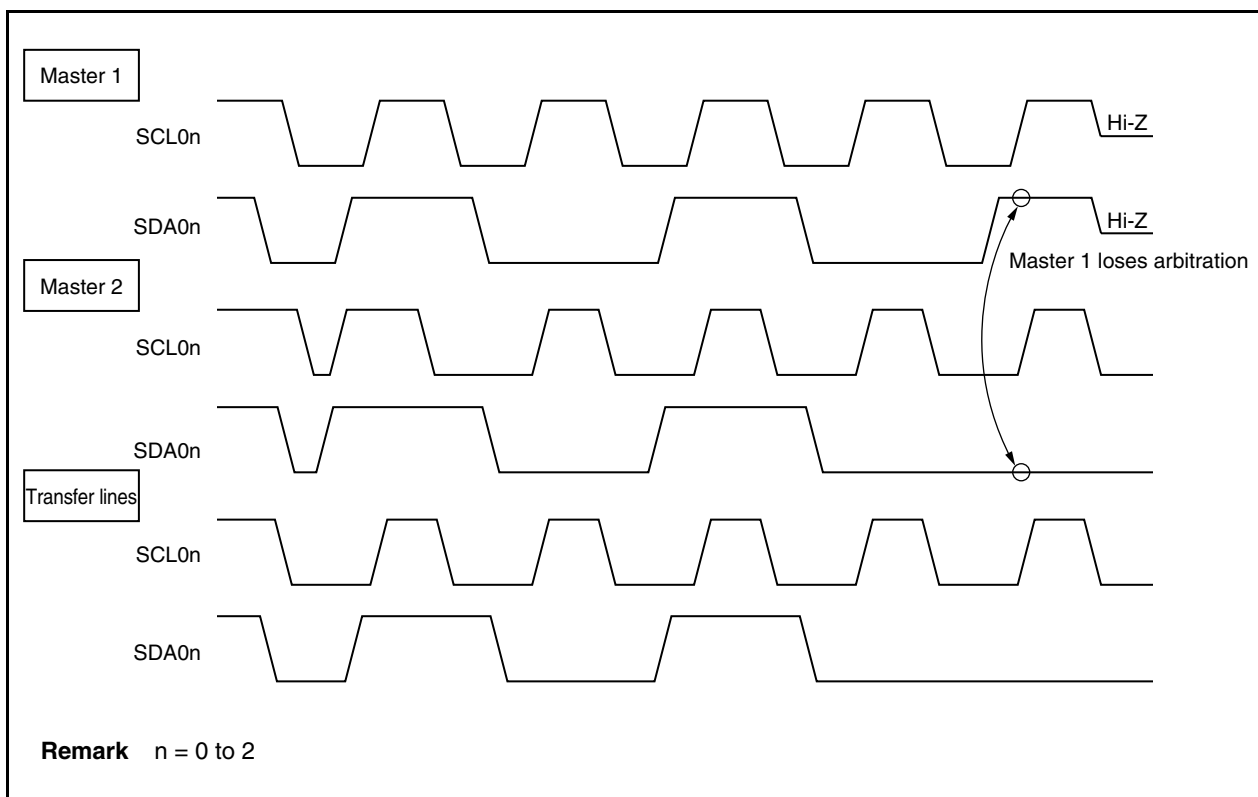 Master 1
SCL0n
Hi-Z
SDA0n
Hi-Z
Master 1 loses arbitration
Master 2
SCL0n
SDA0n
Transfer lines
SCL0n
SDA0n
Remark n = 0 to 2